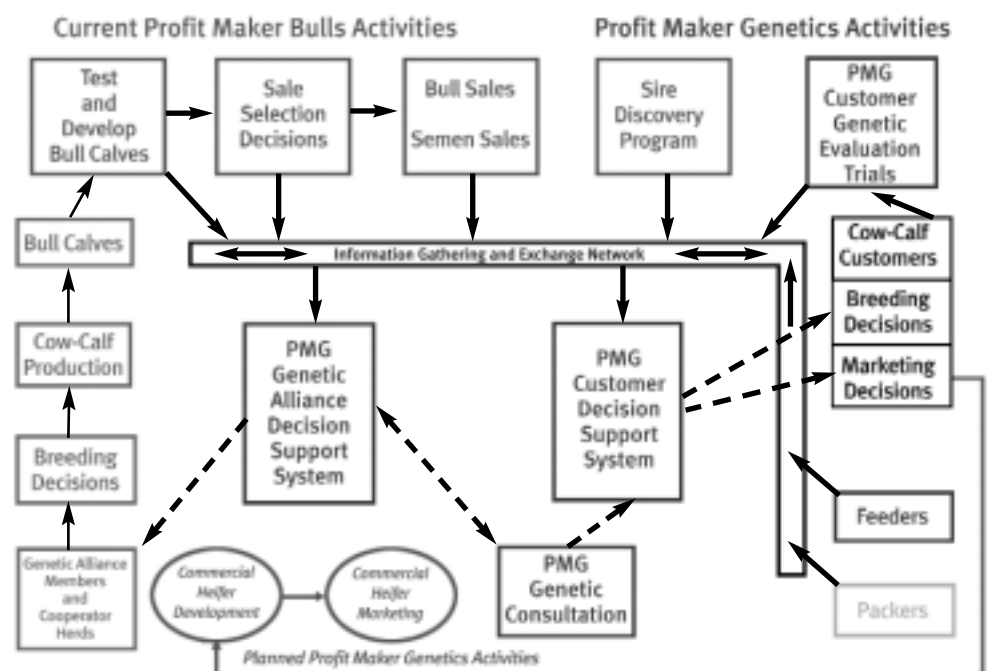 Current Profit Maker Bulls Activities
Profit Maker Genetics Activities
Test
and
Develop
Bull Calves
Sale
Selection
Decisions
Bull Sales
Semen Sales
Sire
Discovery
Program
PMG
Customer
Genetic
Evaluation
Trials
Bull Calves
Information Gathering and Exchange Network
Cow-Calf
Customers
Breeding
Decisions
Marketing
Decisions
Cow-Calf
Production
PMG
Genetic
Alliance
Decision
Support
System
PMG
Customer
Decision
Support
System
Breeding
Decisions
Feeders
Genetic Alliance
Members
and
Cooperator
Herds
Commercial
Heifer
Development
Commercial
Heifer
Marketing
PMG
Genetic
Consultation
Packers
Planned Profit Maker Genetics Activities